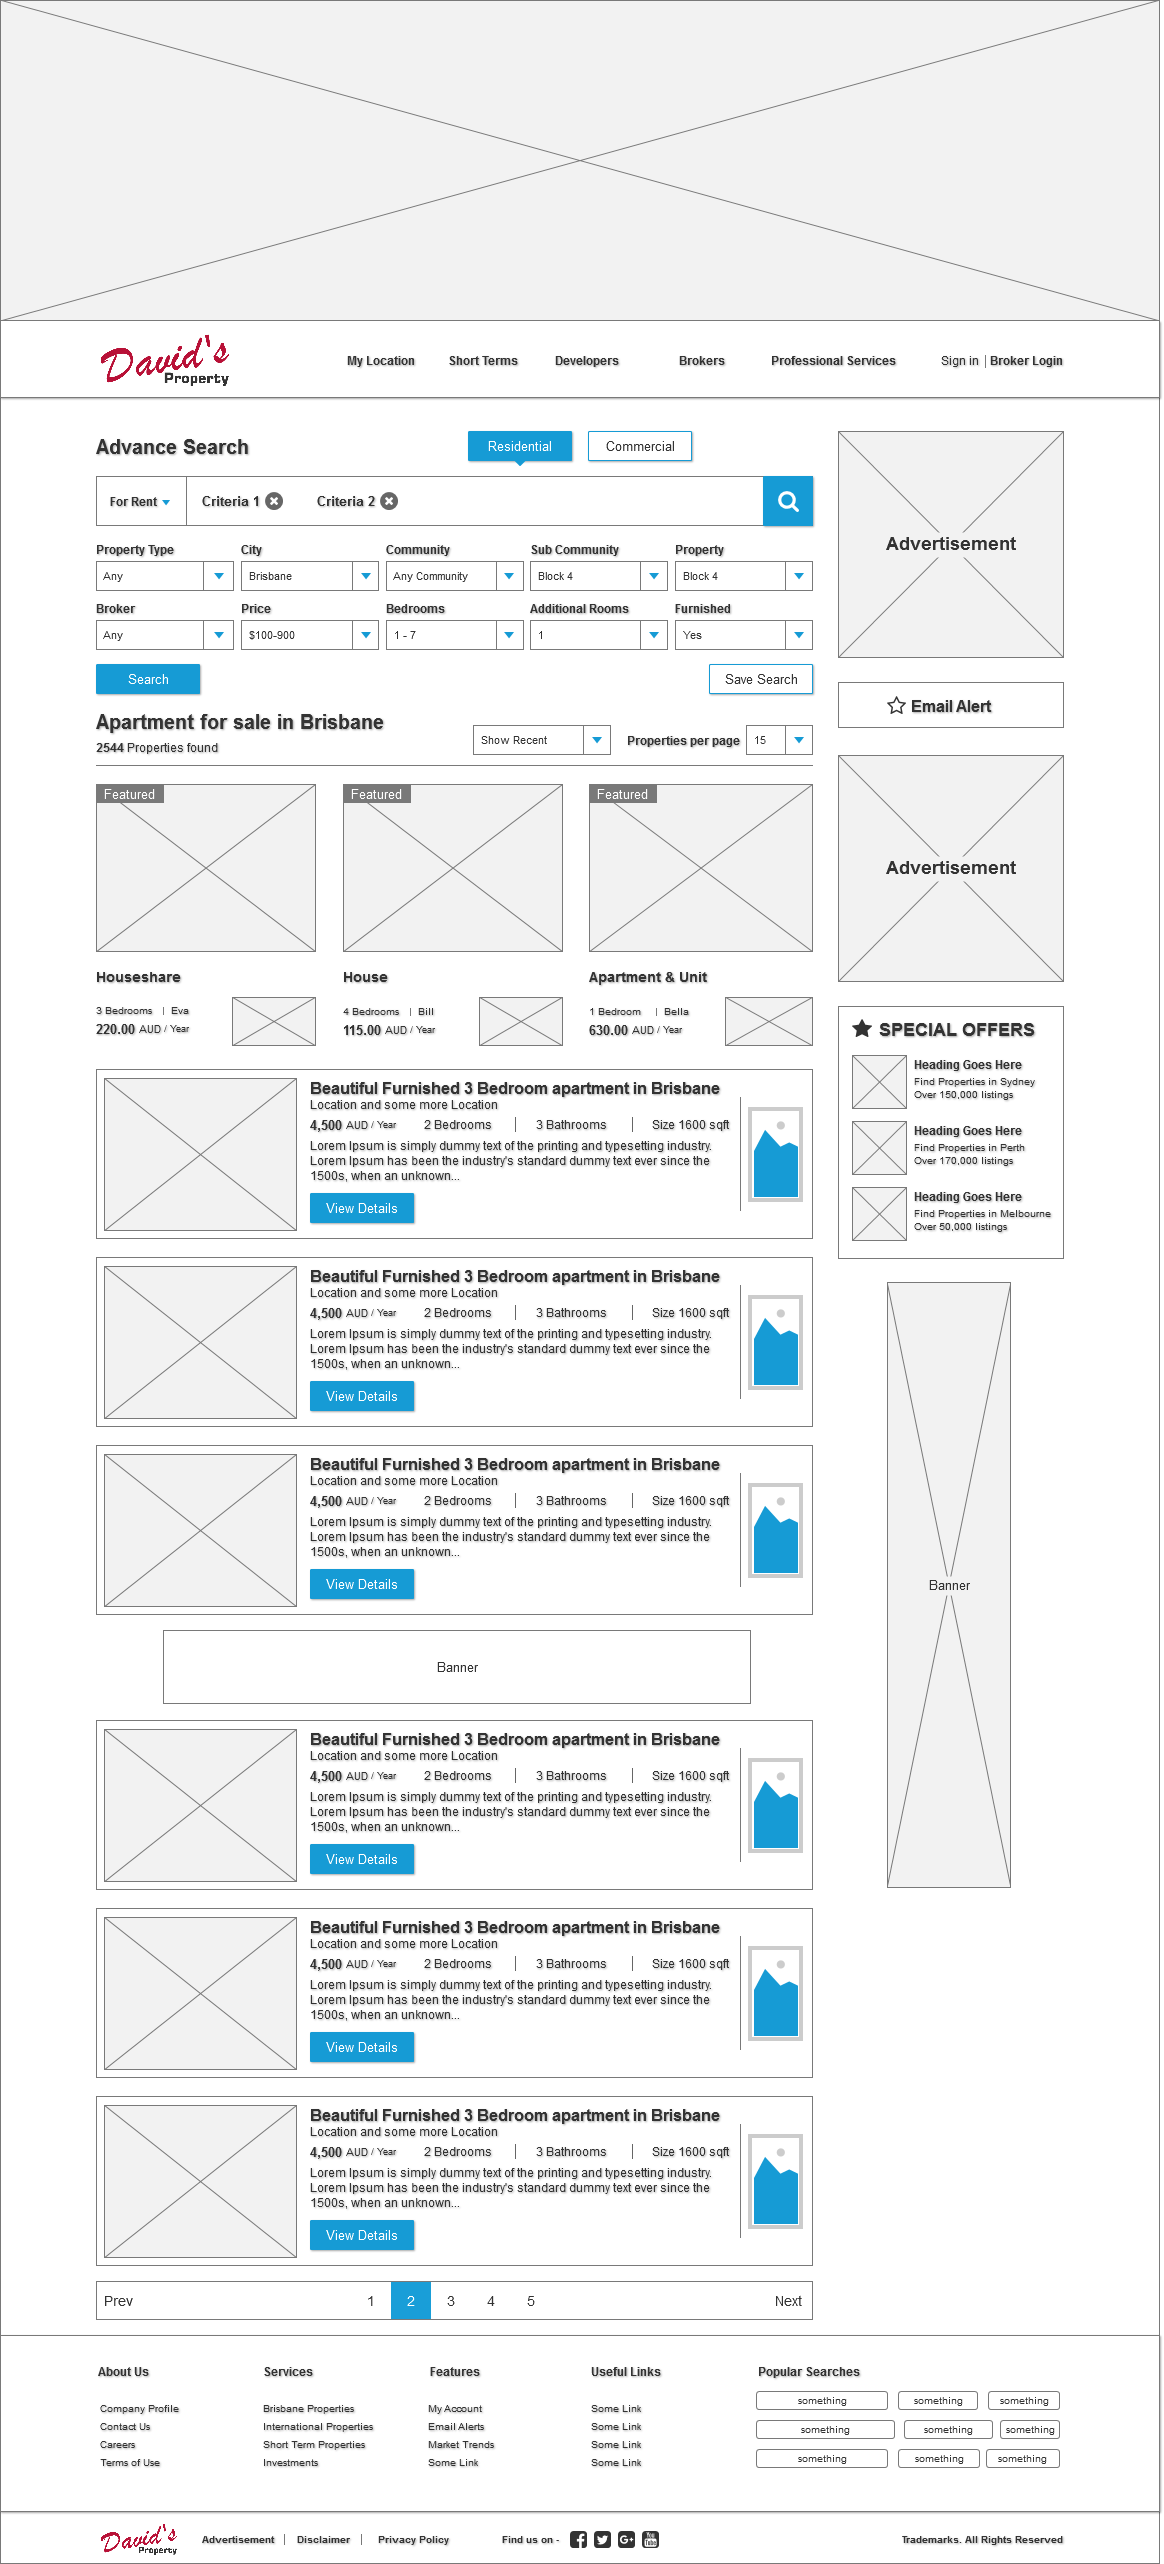 David's
Property
My Location Short Terms Developers Brokers Professional Services Sign in | Broker Login
Advance Search
Residential Commercial
For Rent Criteria 1 Criteria 2
Property Type City Community Sub Community Property
Any Brisbane Any Community Block 4 Block 4
Broker Price Bedrooms Additional Rooms Furnished
Any $100-900 1 - 7 1 Yes
Search Save Search
Apartment for sale in Brisbane
2544 Properties found
Show Recent Properties per page 15
Featured Featured Featured
Houseshare House Apartment & Unit
3 Bedrooms | Eva 4 Bedrooms | Bill 1 Bedroom | Bella
220.00 AUD / Year 115.00 AUD / Year 630.00 AUD / Year
Beautiful Furnished 3 Bedroom apartment in Brisbane
Location and some more Location
4,500 AUD / Year 2 Bedrooms | 3 Bathrooms | Size 1600 sqft
Lorem Ipsum is simply dummy text of the printing and typesetting industry.
Lorem Ipsum has been the industry's standard dummy text ever since the
1500s, when an unknown...
View Details
Beautiful Furnished 3 Bedroom apartment in Brisbane
Location and some more Location
4,500 AUD / Year 2 Bedrooms | 3 Bathrooms | Size 1600 sqft
Lorem Ipsum is simply dummy text of the printing and typesetting industry.
Lorem Ipsum has been the industry's standard dummy text ever since the
1500s, when an unknown...
View Details
Beautiful Furnished 3 Bedroom apartment in Brisbane
Location and some more Location
4,500 AUD / Year 2 Bedrooms | 3 Bathrooms | Size 1600 sqft
Lorem Ipsum is simply dummy text of the printing and typesetting industry.
Lorem Ipsum has been the industry's standard dummy text ever since the
1500s, when an unknown...
View Details
Banner
Beautiful Furnished 3 Bedroom apartment in Brisbane
Location and some more Location
4,500 AUD / Year 2 Bedrooms | 3 Bathrooms | Size 1600 sqft
Lorem Ipsum is simply dummy text of the printing and typesetting industry.
Lorem Ipsum has been the industry's standard dummy text ever since the
1500s, when an unknown...
View Details
Beautiful Furnished 3 Bedroom apartment in Brisbane
Location and some more Location
4,500 AUD / Year 2 Bedrooms | 3 Bathrooms | Size 1600 sqft
Lorem Ipsum is simply dummy text of the printing and typesetting industry.
Lorem Ipsum has been the industry's standard dummy text ever since the
1500s, when an unknown...
View Details
Beautiful Furnished 3 Bedroom apartment in Brisbane
Location and some more Location
4,500 AUD / Year 2 Bedrooms | 3 Bathrooms | Size 1600 sqft
Lorem Ipsum is simply dummy text of the printing and typesetting industry.
Lorem Ipsum has been the industry's standard dummy text ever since the
1500s, when an unknown...
View Details
Prev 1 2 3 4 5 Next
Advertisement
Email Alert
Advertisement
SPECIAL OFFERS
Heading Goes Here
Find Properties in Sydney
Over 150,000 listings
Heading Goes Here
Find Properties in Perth
Over 170,000 listings
Heading Goes Here
Find Properties in Melbourne
Over 50,000 listings
Banner
About Us Services Features Useful Links Popular Searches
Company Profile Brisbane Properties My Account Some Link something something something
Contact Us International Properties Email Alerts Some Link something something something
Careers Short Term Properties Market Trends Some Link something something something
Terms of Use Investments Some Link Some Link
David's
Property
Advertisement | Disclaimer | Privacy Policy Find us on - You Tube Trademarks. All Rights Reserved